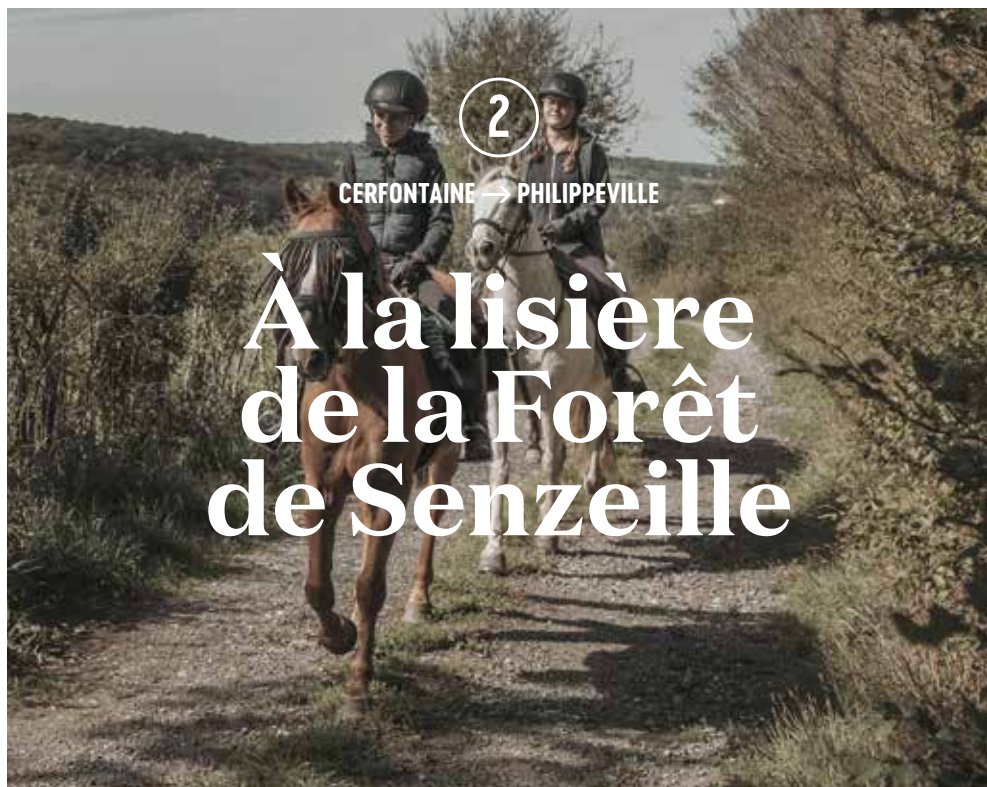 2
CERFONTAINE → PHILIPPEVILLE
À la lisière
de la Forêt
de Senzeille